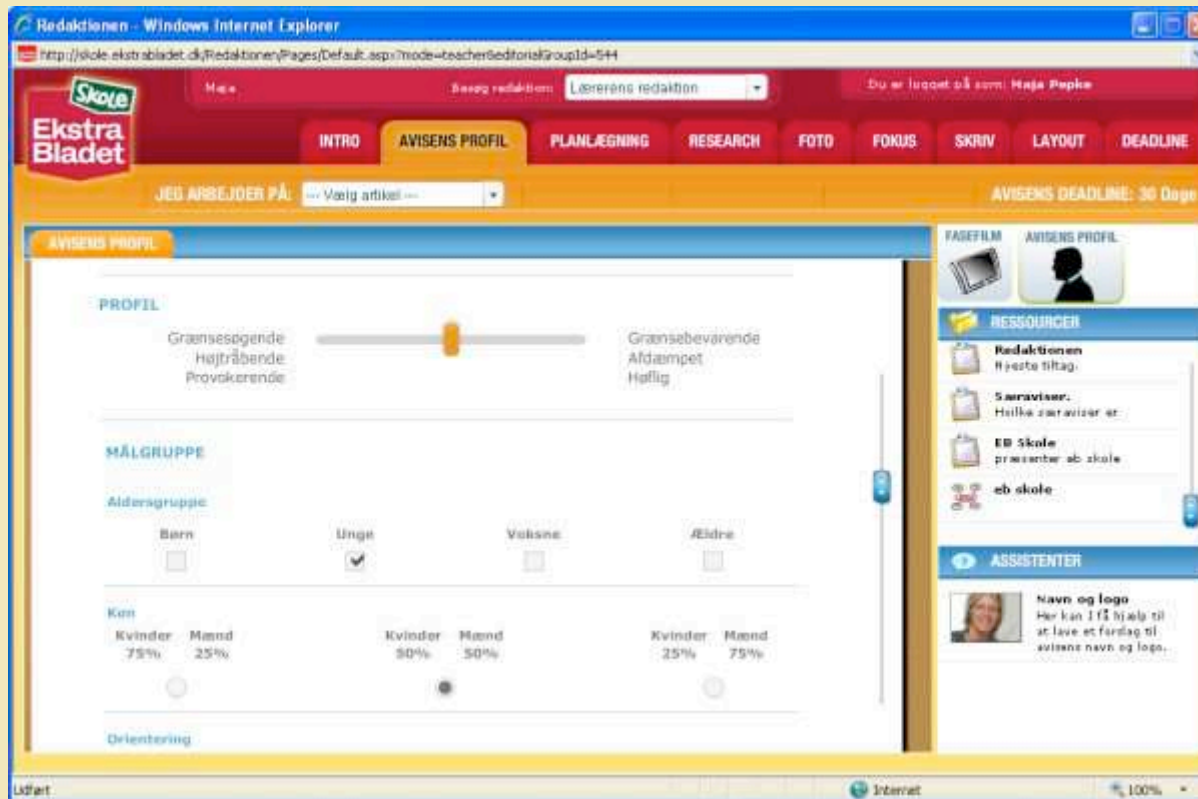 Redaktionen - Windows Internet Explorer
http://skole.ekstrabladet.dk/Redaktionen/Pages/Default.aspx?mode=teacher&editorialGroupId=544
Skole
Ekstra
Bladet
Maja
Besøg redaktion: Lærerens redaktion
Du er logget på som: Maja Pepke
INTRO AVISENS PROFIL PLANLÆGNING RESEARCH FOTO FOKUS SKRIV LAYOUT DEADLINE
JEG ARBEJDER PÅ: --- Vælg artikel ---
AVISENS DEADLINE: 30 Dage
AVISENS PROFIL
PROFIL
Grænsesøgende
Højtråbende
Provokerende
Grænsebevarende
Afdæmpet
Høflig
MÅLGRUPPE
Aldersgruppe
Børn Unge Voksne Ældre
Køn
Kvinder Mænd Kvinder Mænd Kvinder Mænd
75% 25% 50% 50% 25% 75%
Orientering
FASEFILM AVISENS PROFIL
RESSOURCER
Redaktionen
Nyeste tiltag.
Særaviser.
Hvilke særaviser er
EB Skole
præsenter eb skole
eb skole
ASSISTENTER
Navn og logo
Her kan I få hjælp til
at lave et forslag til
avisens navn og logo.
Udført
Internet
100%